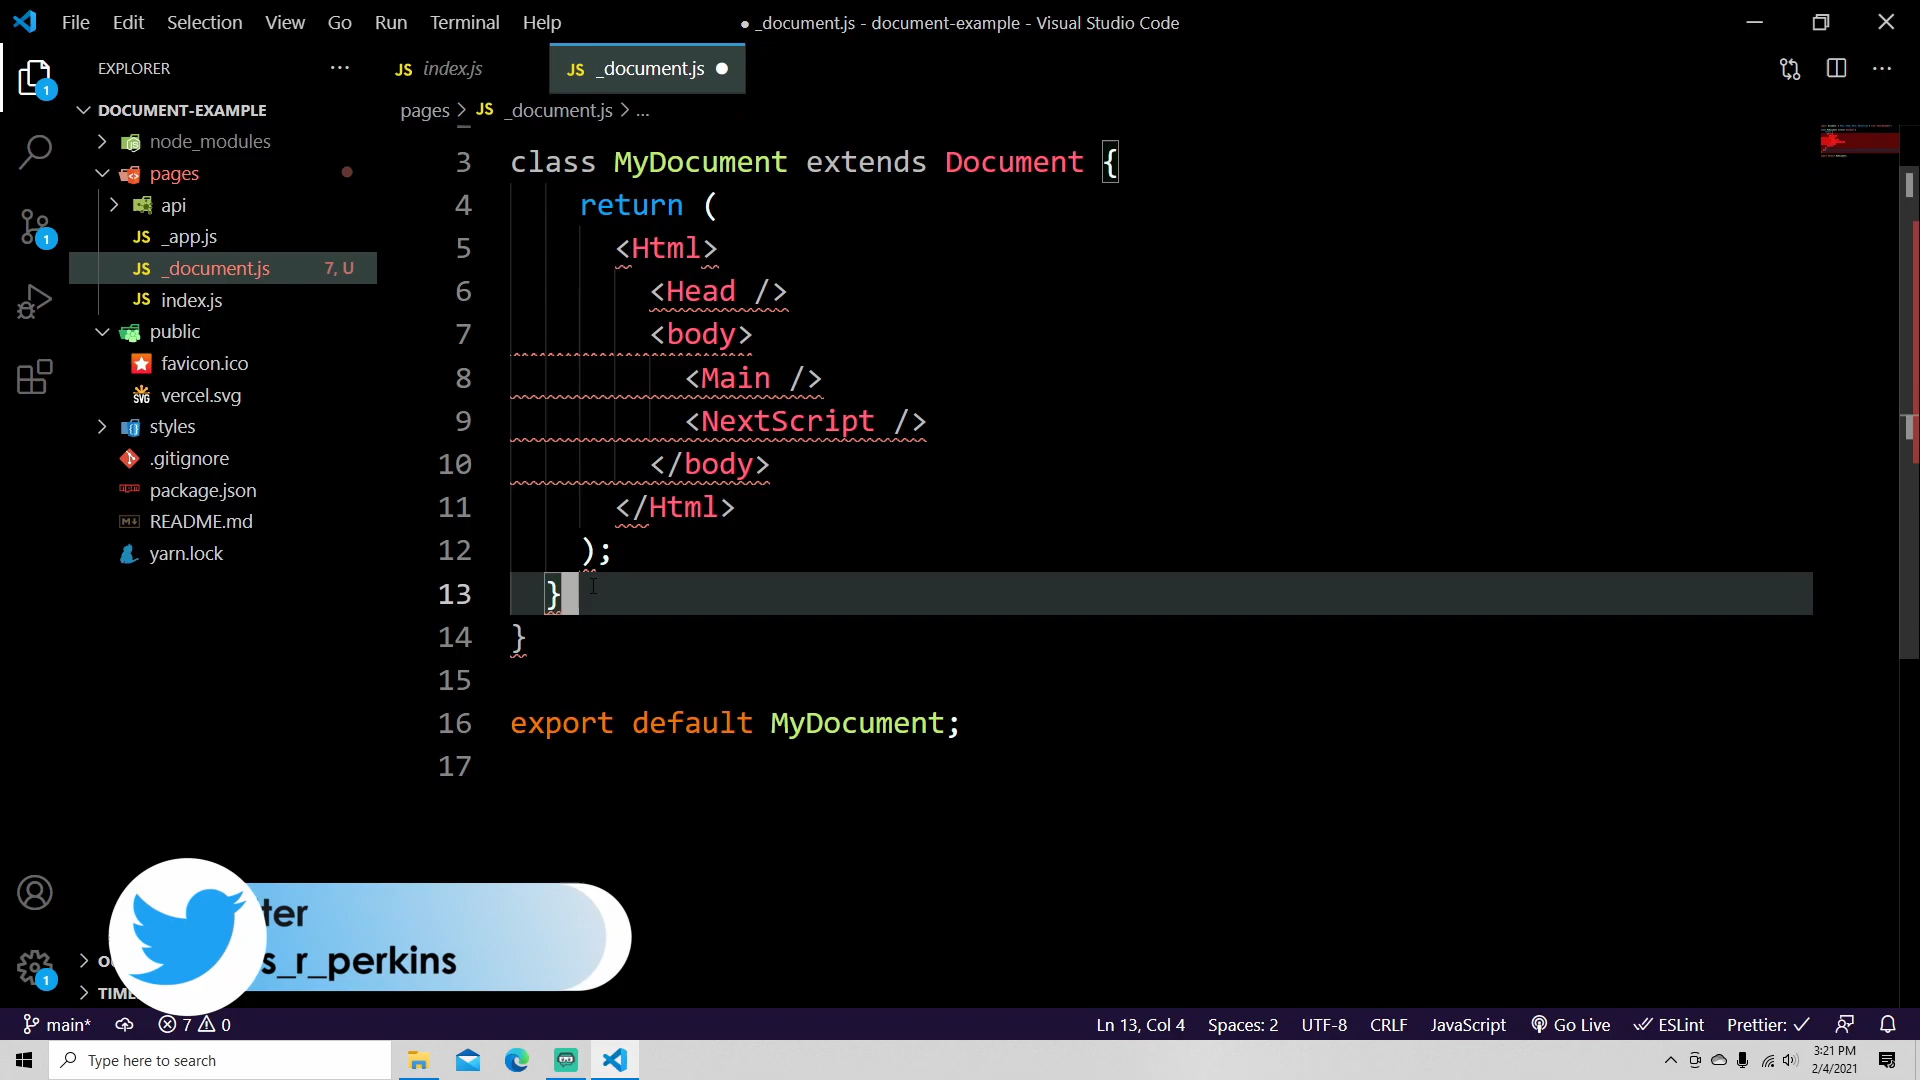 File Edit Selection View Go Run Terminal Help
● _document.js - document-example - Visual Studio Code
EXPLORER
JS index.js
JS _document.js
DOCUMENT-EXAMPLE
pages > JS _document.js > ...
node_modules
pages
api
JS _app.js
JS _document.js 7, U
JS index.js
public
favicon.ico
vercel.svg
styles
.gitignore
package.json
README.md
yarn.lock
3 class MyDocument extends Document {
4 return (
5 <Html>
6 <Head />
7 <body>
8 <Main />
9 <NextScript />
10 </body>
11 </Html>
12 );
13 }
14 }
15
16 export default MyDocument;
17
1
1
1
ter
s_r_perkins
main* 7 0
Ln 13, Col 4 Spaces: 2 UTF-8 CRLF JavaScript Go Live ESLint Prettier: ✓
Type here to search
3:21 PM
2/4/2021